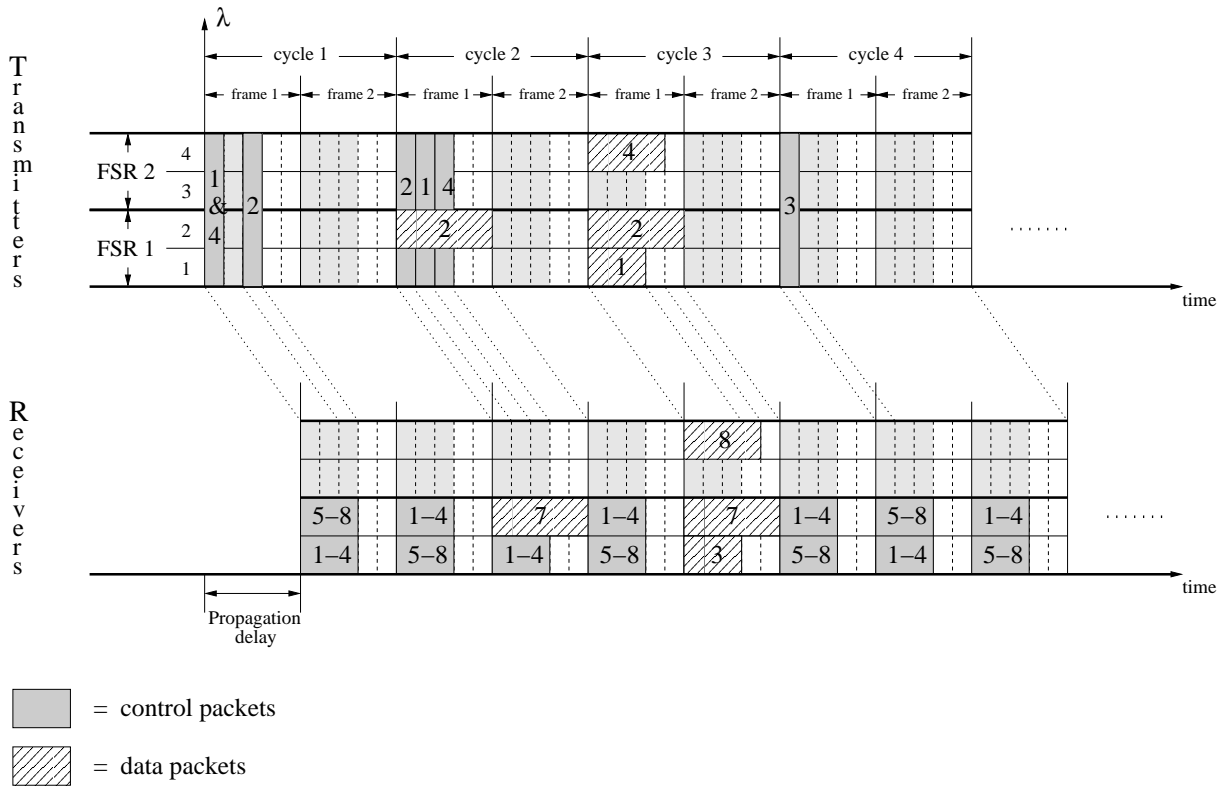 λ
cycle 1 cycle 2 cycle 3 cycle 4
frame 1 frame 2 frame 1 frame 2 frame 1 frame 2 frame 1 frame 2
Transmitters
FSR 2
FSR 1
4
3
2
1
1
&
4
2
2 1 4
2
4
2
1
3
.......
time
Receivers
8
5–8 1–4 7 1–4 7 1–4 5–8 1–4
1–4 5–8 1–4 5–8 3 5–8 1–4 5–8
.......
time
Propagation
delay
= control packets
= data packets